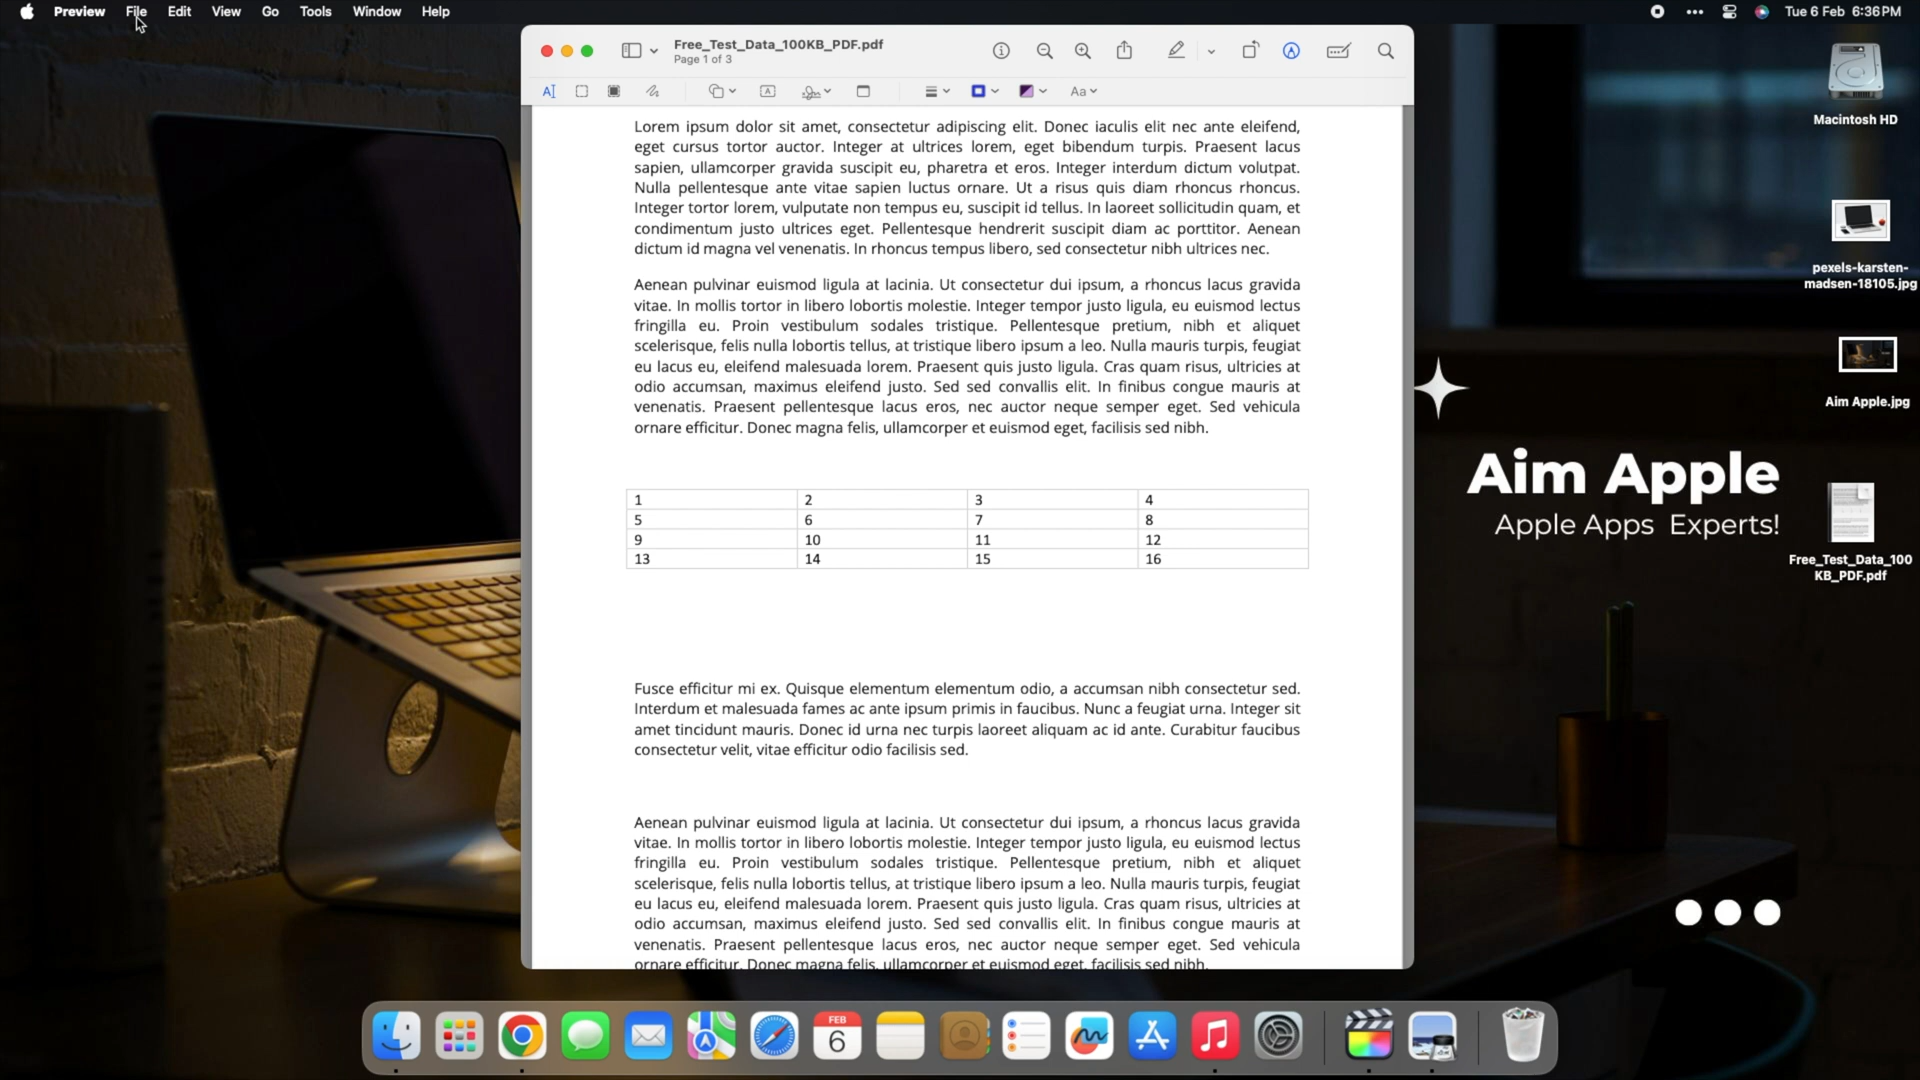 Preview File Edit View Go Tools Window Help
Tue 6 Feb 6:36 PM
Free_Test_Data_100KB_PDF.pdf
Page 1 of 3
A
A
Aa
Lorem ipsum dolor sit amet, consectetur adipiscing elit. Donec iaculis elit nec ante eleifend,
eget cursus tortor auctor. Integer at ultrices lorem, eget bibendum turpis. Praesent lacus
sapien, ullamcorper gravida suscipit eu, pharetra et eros. Integer interdum dictum volutpat.
Nulla pellentesque ante vitae sapien luctus ornare. Ut a risus quis diam rhoncus rhoncus.
Integer tortor lorem, vulputate non tempus eu, suscipit id tellus. In laoreet sollicitudin quam, et
condimentum justo ultrices eget. Pellentesque hendrerit suscipit diam ac porttitor. Aenean
dictum id magna vel venenatis. In rhoncus tempus libero, sed consectetur nibh ultrices nec.
Aenean pulvinar euismod ligula at lacinia. Ut consectetur dui ipsum, a rhoncus lacus gravida
vitae. In mollis tortor in libero lobortis molestie. Integer tempor justo ligula, eu euismod lectus
fringilla eu. Proin vestibulum sodales tristique. Pellentesque pretium, nibh et aliquet
scelerisque, felis nulla lobortis tellus, at tristique libero ipsum a leo. Nulla mauris turpis, feugiat
eu lacus eu, eleifend malesuada lorem. Praesent quis justo ligula. Cras quam risus, ultricies at
odio accumsan, maximus eleifend justo. Sed sed convallis elit. In finibus congue mauris at
venenatis. Praesent pellentesque lacus eros, nec auctor neque semper eget. Sed vehicula
ornare efficitur. Donec magna felis, ullamcorper et euismod eget, facilisis sed nibh.
1 2 3 4
5 6 7 8
9 10 11 12
13 14 15 16
Fusce efficitur mi ex. Quisque elementum elementum odio, a accumsan nibh consectetur sed.
Interdum et malesuada fames ac ante ipsum primis in faucibus. Nunc a feugiat urna. Integer sit
amet tincidunt mauris. Donec id urna nec turpis laoreet aliquam ac id ante. Curabitur faucibus
consectetur velit, vitae efficitur odio facilisis sed.
Aenean pulvinar euismod ligula at lacinia. Ut consectetur dui ipsum, a rhoncus lacus gravida
vitae. In mollis tortor in libero lobortis molestie. Integer tempor justo ligula, eu euismod lectus
fringilla eu. Proin vestibulum sodales tristique. Pellentesque pretium, nibh et aliquet
scelerisque, felis nulla lobortis tellus, at tristique libero ipsum a leo. Nulla mauris turpis, feugiat
eu lacus eu, eleifend malesuada lorem. Praesent quis justo ligula. Cras quam risus, ultricies at
odio accumsan, maximus eleifend justo. Sed sed convallis elit. In finibus congue mauris at
venenatis. Praesent pellentesque lacus eros, nec auctor neque semper eget. Sed vehicula
ornare efficitur. Donec magna felis, ullamcorper et euismod eget, facilisis sed nibh.
Macintosh HD
pexels-karsten-
madsen-18105.jpg
Aim Apple.jpg
Aim Apple
Apple Apps Experts!
Free_Test_Data_100
KB_PDF.pdf
FEB
6